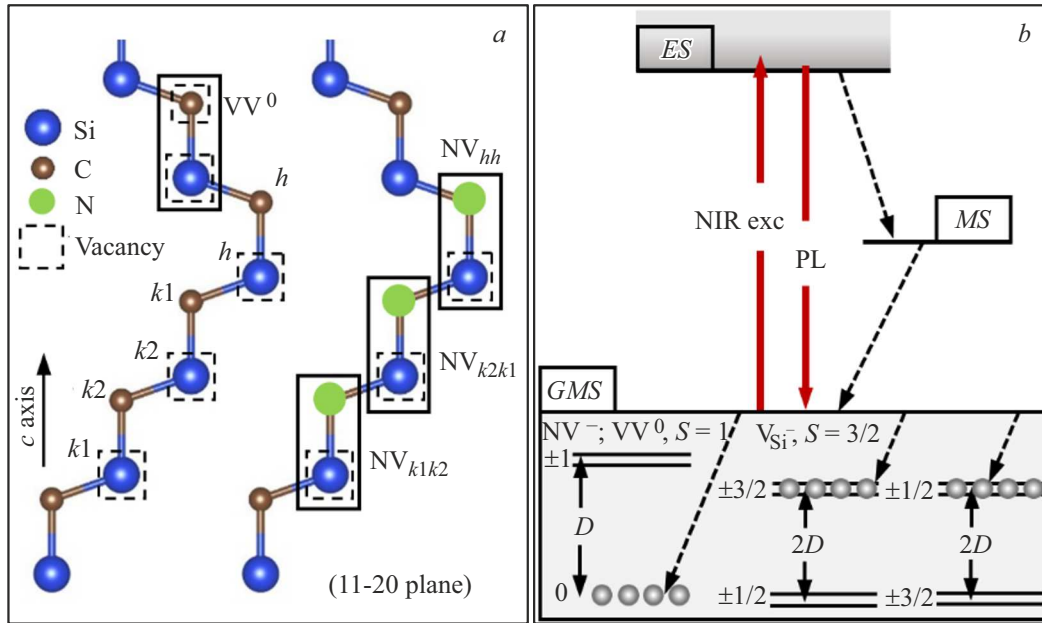 a
VV⁰
Si
C
N
Vacancy
h
h
k1
k2
k2
k1
c axis
NV_hh
NV_k2k1
NV_k1k2
(11-20 plane)
b
ES
NIR exc
PL
MS
GMS
NV⁻; VV⁰, S = 1
V_Si⁻, S = 3/2
±1
D
0
±3/2
2D
±1/2
±1/2
2D
±3/2